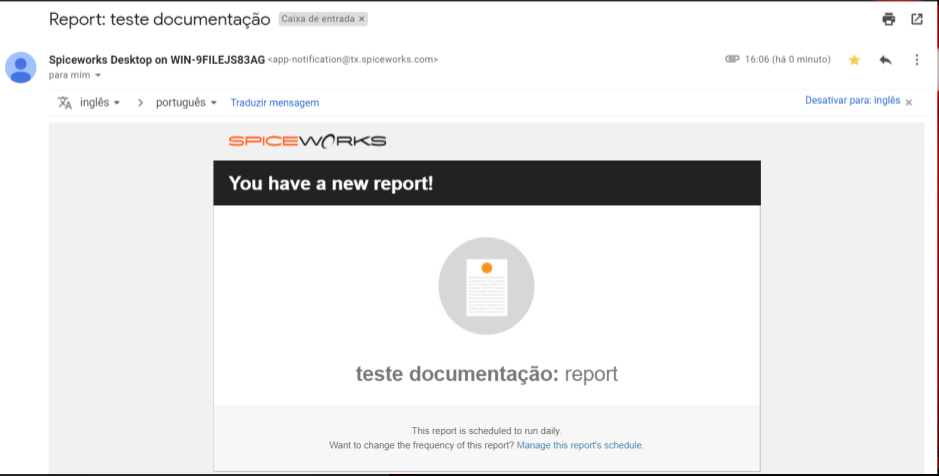 Report: teste documentação Caixa de entrada ×
Spiceworks Desktop on WIN-9FILEJS83AG <app-notification@tx.spiceworks.com> 16:06 (há 0 minuto)
para mim
inglês > português Traduzir mensagem Desativar para: inglês ×
SPICEWORKS
You have a new report!
teste documentação: report
This report is scheduled to run daily.
Want to change the frequency of this report? Manage this report's schedule.